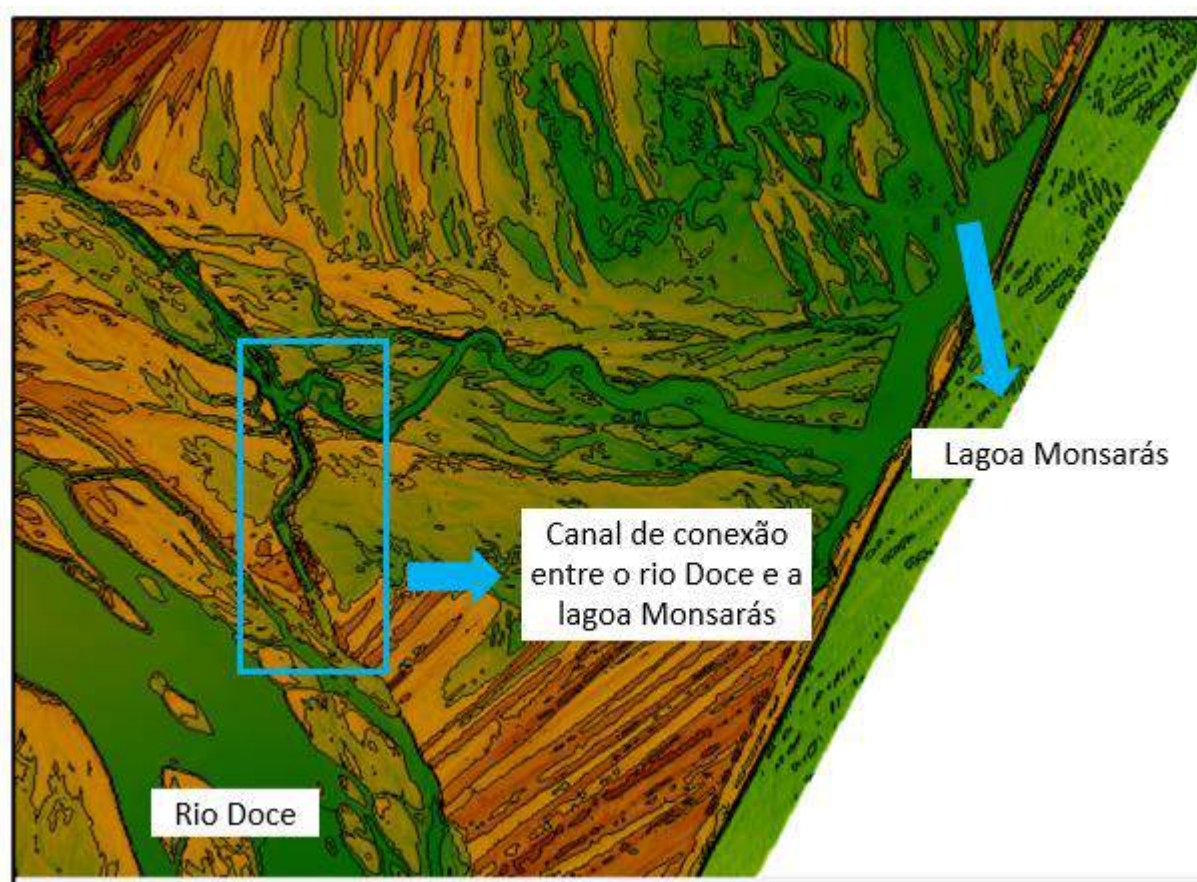 Lagoa Monsarás
Canal de conexão
entre o rio Doce e a
lagoa Monsarás
Rio Doce